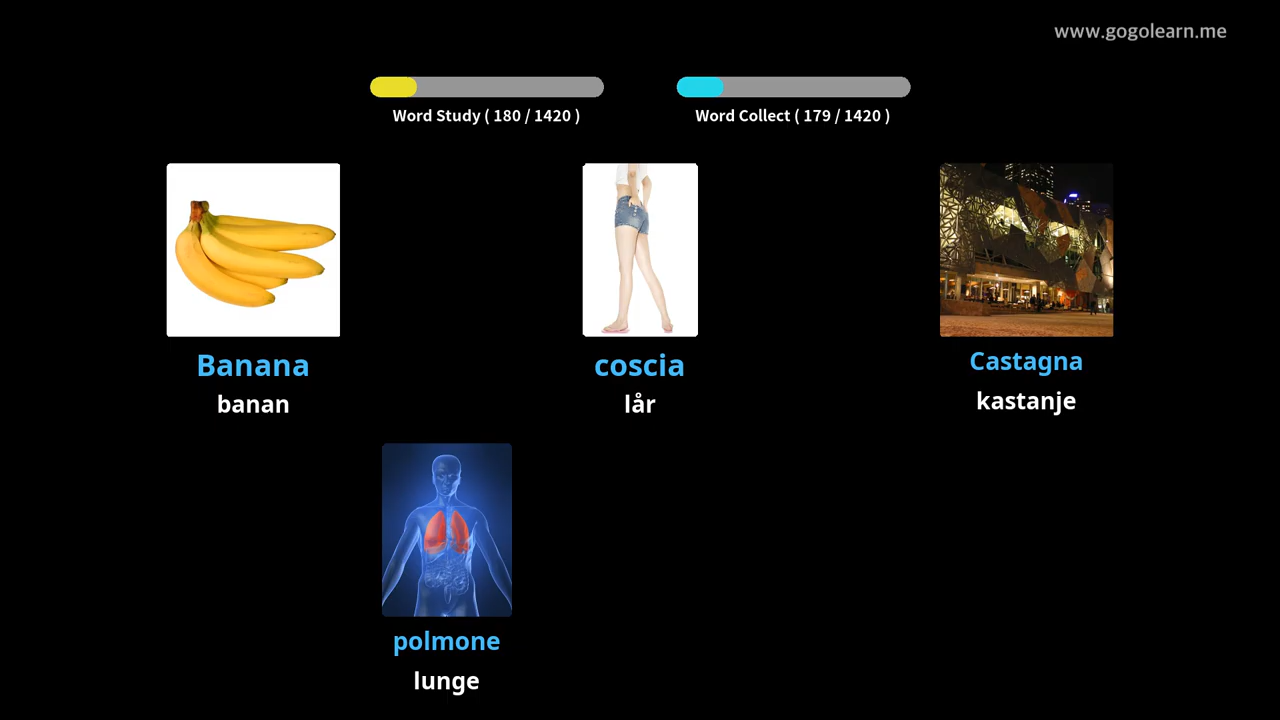 www.gogolearn.me
Word Study ( 180 / 1420 )
Word Collect ( 179 / 1420 )
Banana
banan
coscia
lår
Castagna
kastanje
polmone
lunge